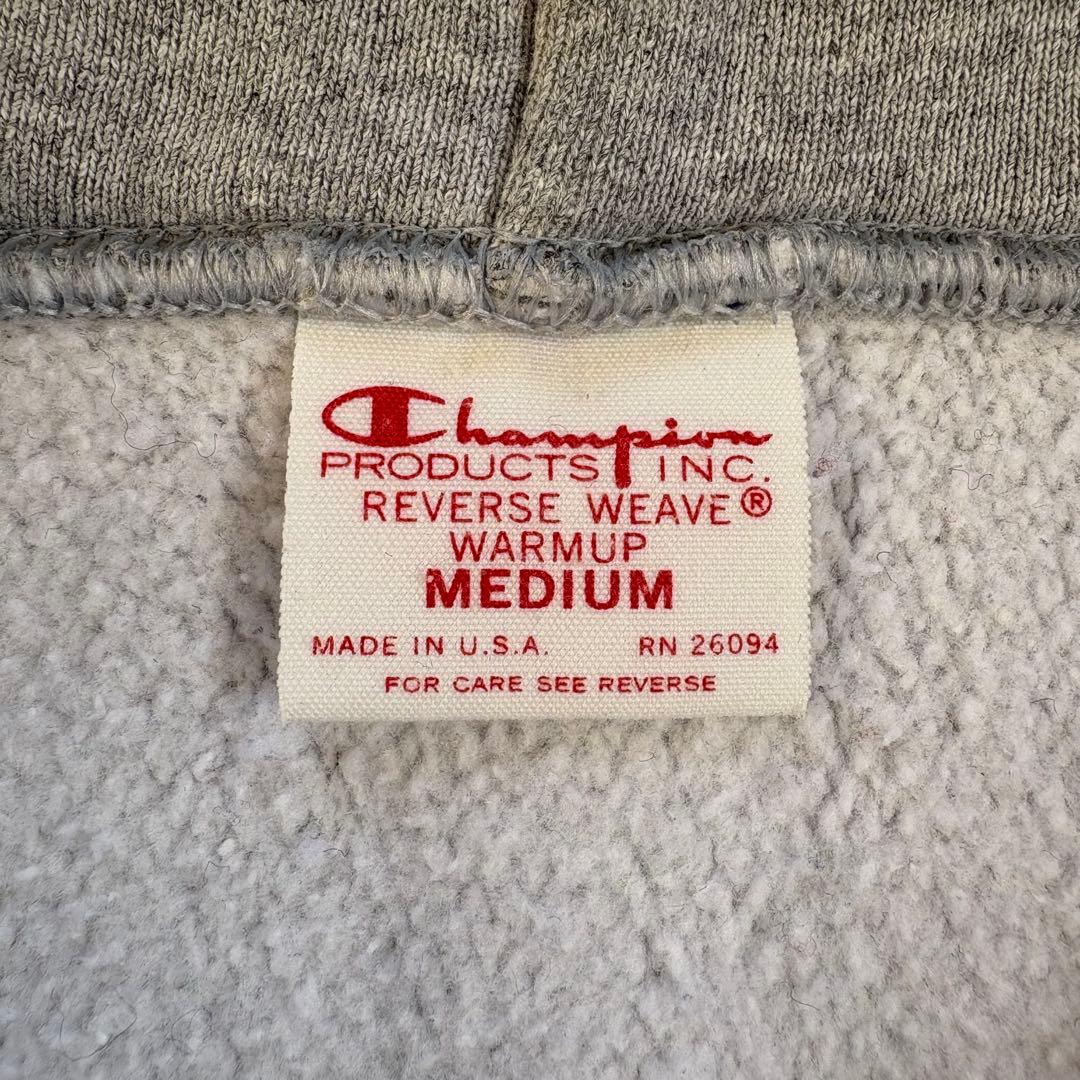 Champion
PRODUCTS INC.
REVERSE WEAVE®
WARMUP
MEDIUM
MADE IN U.S.A. RN 26094
FOR CARE SEE REVERSE